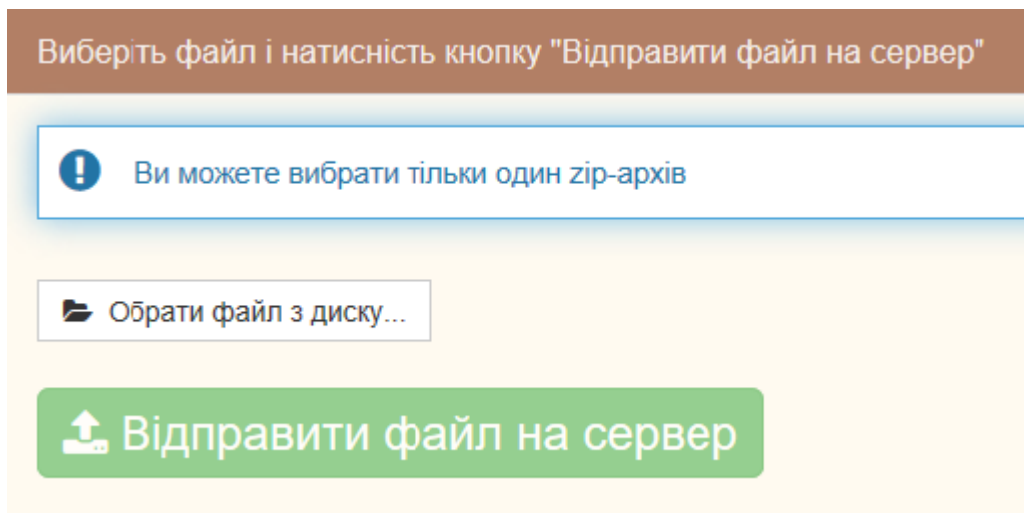 Виберіть файл і натисність кнопку "Відправити файл на сервер"
Ви можете вибрати тільки один zip-архів
Обрати файл з диску...
Відправити файл на сервер